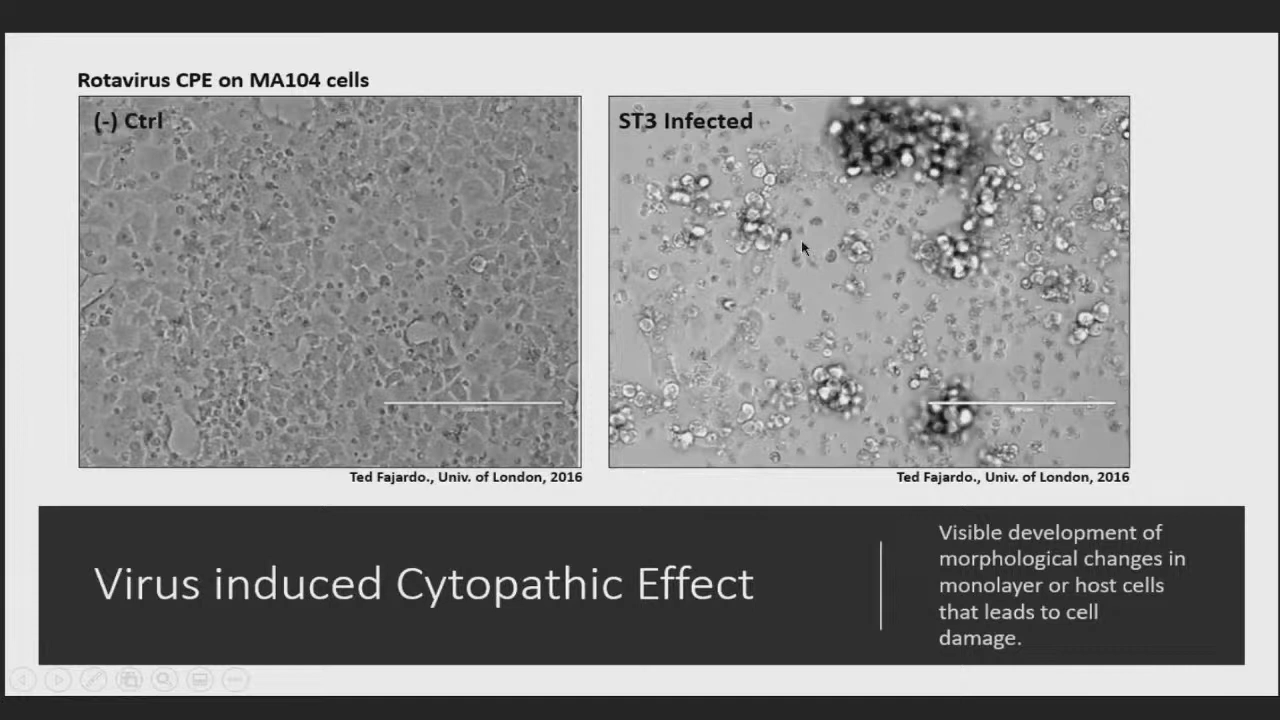 Rotavirus CPE on MA104 cells
(-) Ctrl
ST3 Infected
Ted Fajardo., Univ. of London, 2016
Ted Fajardo., Univ. of London, 2016
Virus induced Cytopathic Effect
Visible development of
morphological changes in
monolayer or host cells
that leads to cell
damage.